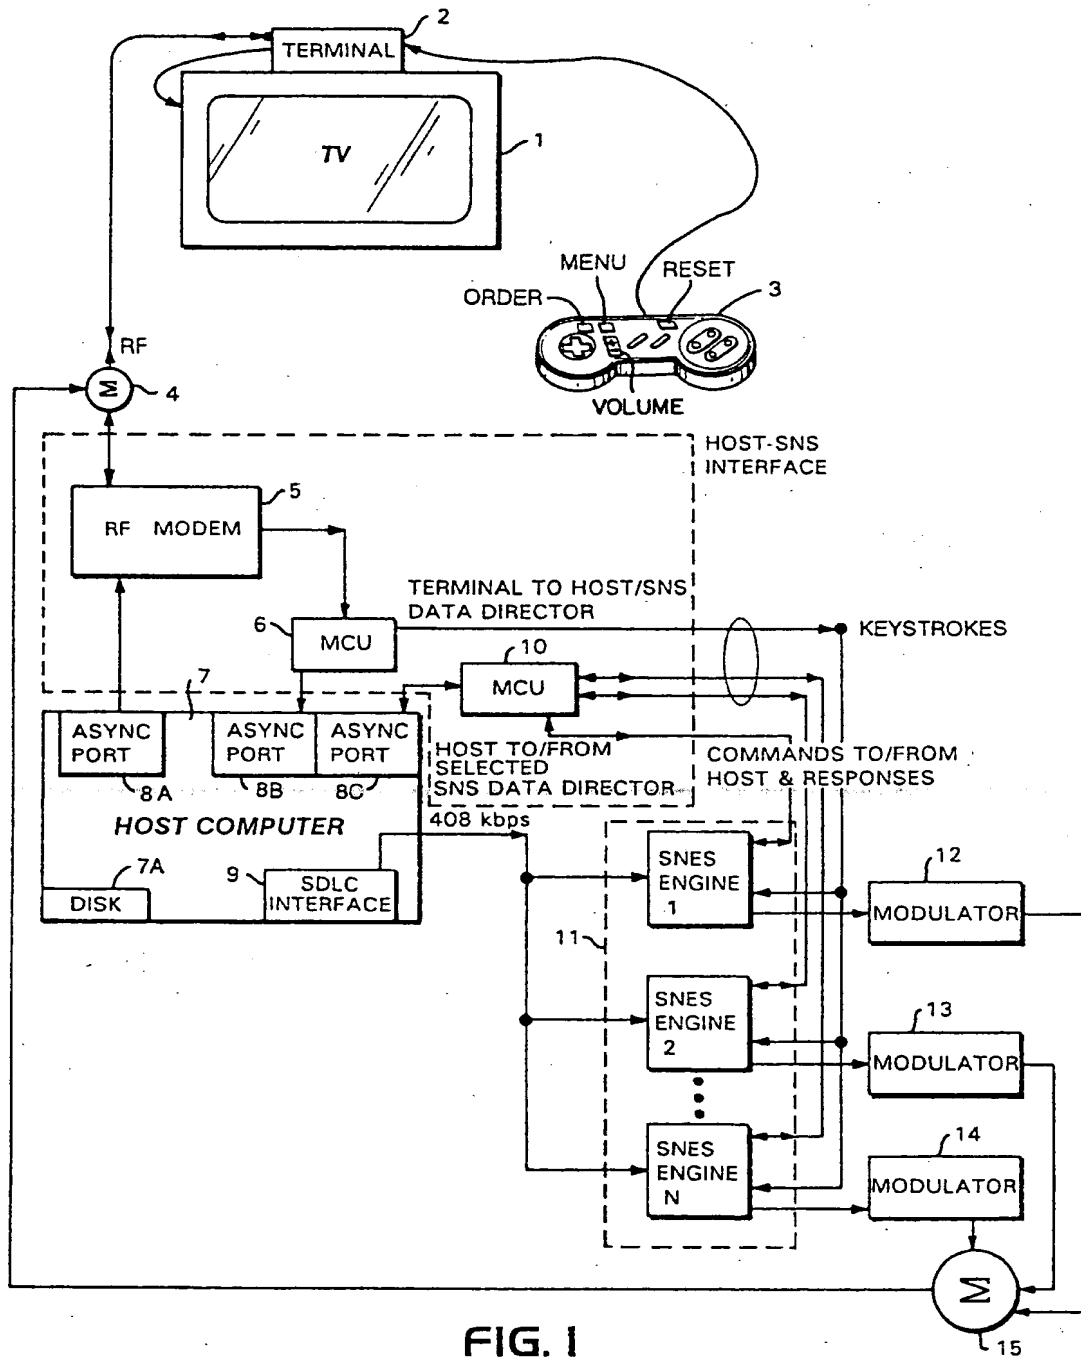 2
TERMINAL
TV
1
MENU
RESET
ORDER
3
VOLUME
RF
M
4
HOST-SNS
INTERFACE
5
RF MODEM
TERMINAL TO HOST/SNS
DATA DIRECTOR
6
MCU
KEYSTROKES
10
MCU
7
ASYNC
PORT
ASYNC
PORT
ASYNC
PORT
8A
8B
8C
HOST TO/FROM
SELECTED
SNS DATA DIRECTOR
COMMANDS TO/FROM
HOST & RESPONSES
HOST COMPUTER
408 kbps
7A
DISK
9
SDLC
INTERFACE
SNES
ENGINE
1
12
MODULATOR
11
SNES
ENGINE
2
13
MODULATOR
SNES
ENGINE
N
14
MODULATOR
M
15
FIG. 1